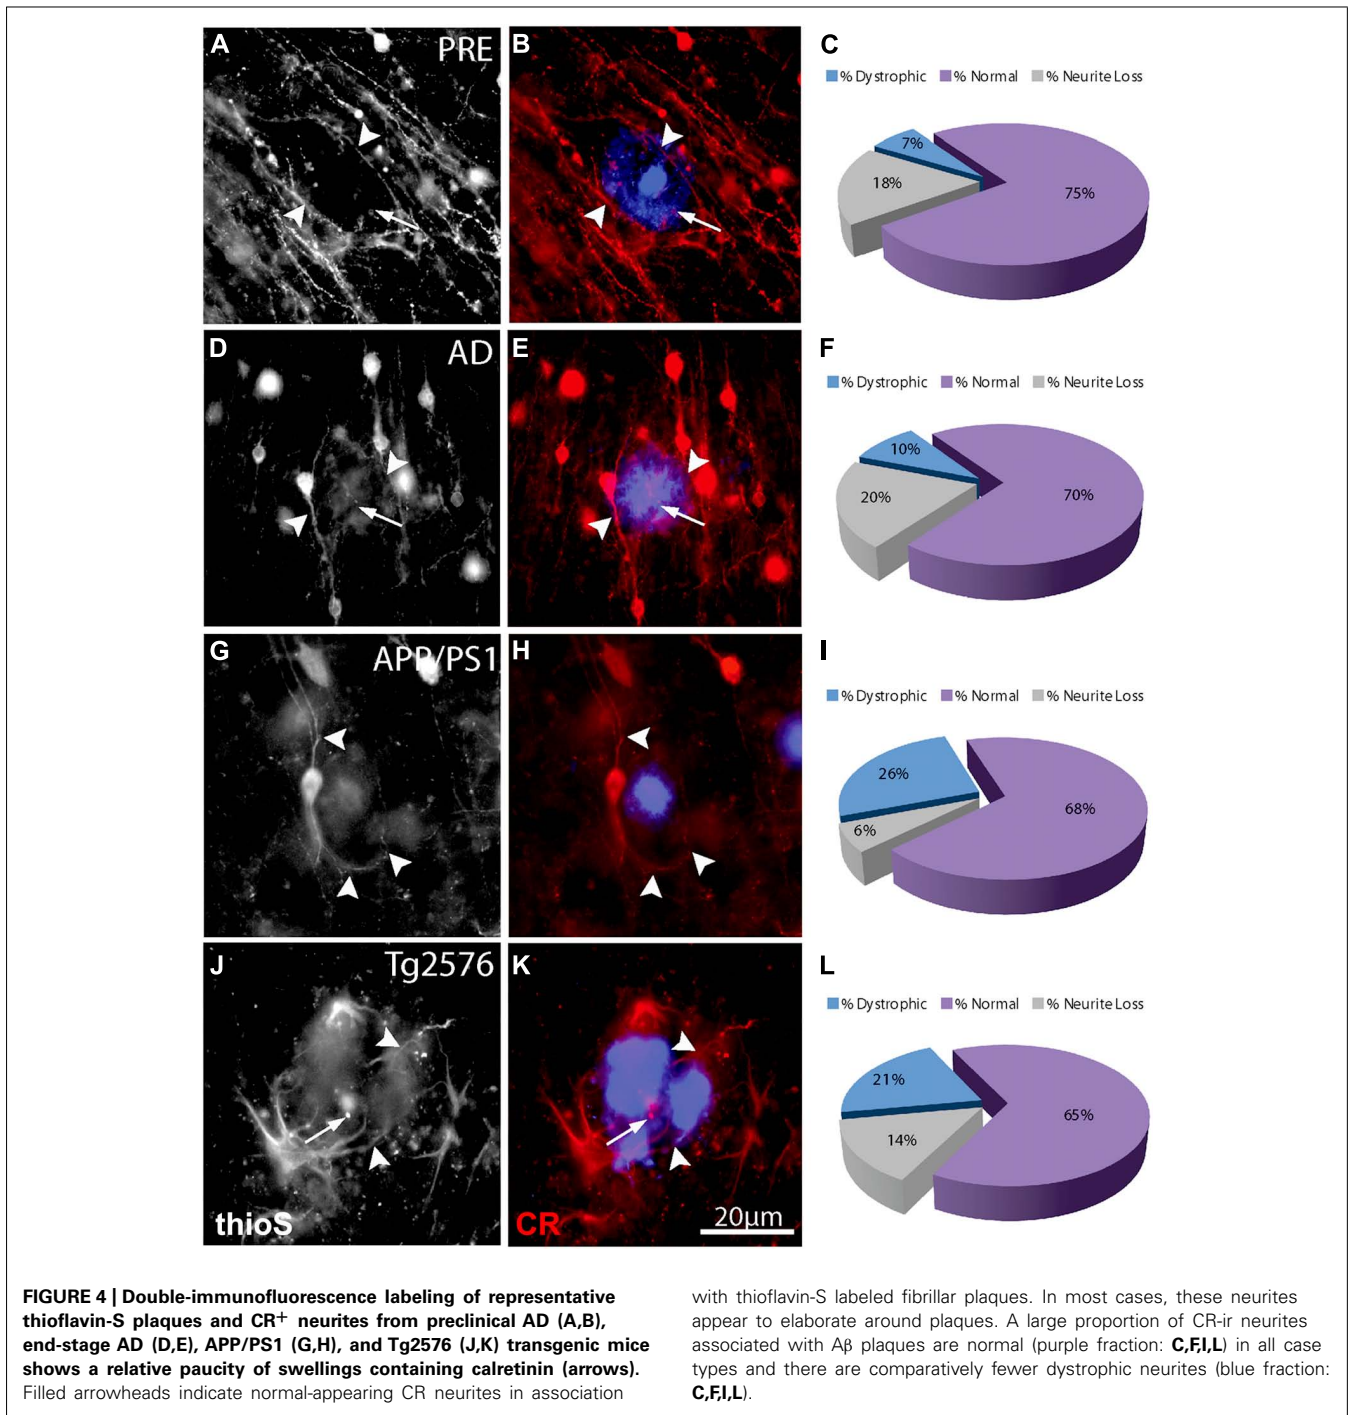 A
PRE
B
C
% Dystrophic % Normal % Neurite Loss
7%
18%
75%
D
AD
E
F
% Dystrophic % Normal % Neurite Loss
10%
20%
70%
G
APP/PS1
H
I
% Dystrophic % Normal % Neurite Loss
26%
6%
68%
J
Tg2576
K
L
% Dystrophic % Normal % Neurite Loss
21%
14%
65%
thioS
CR
20µm
FIGURE 4 | Double-immunofluorescence labeling of representative
thioflavin-S plaques and CR+ neurites from preclinical AD (A,B),
end-stage AD (D,E), APP/PS1 (G,H), and Tg2576 (J,K) transgenic mice
shows a relative paucity of swellings containing calretinin (arrows).
Filled arrowheads indicate normal-appearing CR neurites in association
with thioflavin-S labeled fibrillar plaques. In most cases, these neurites
appear to elaborate around plaques. A large proportion of CR-ir neurites
associated with Aβ plaques are normal (purple fraction: C,F,I,L) in all case
types and there are comparatively fewer dystrophic neurites (blue fraction:
C,F,I,L).